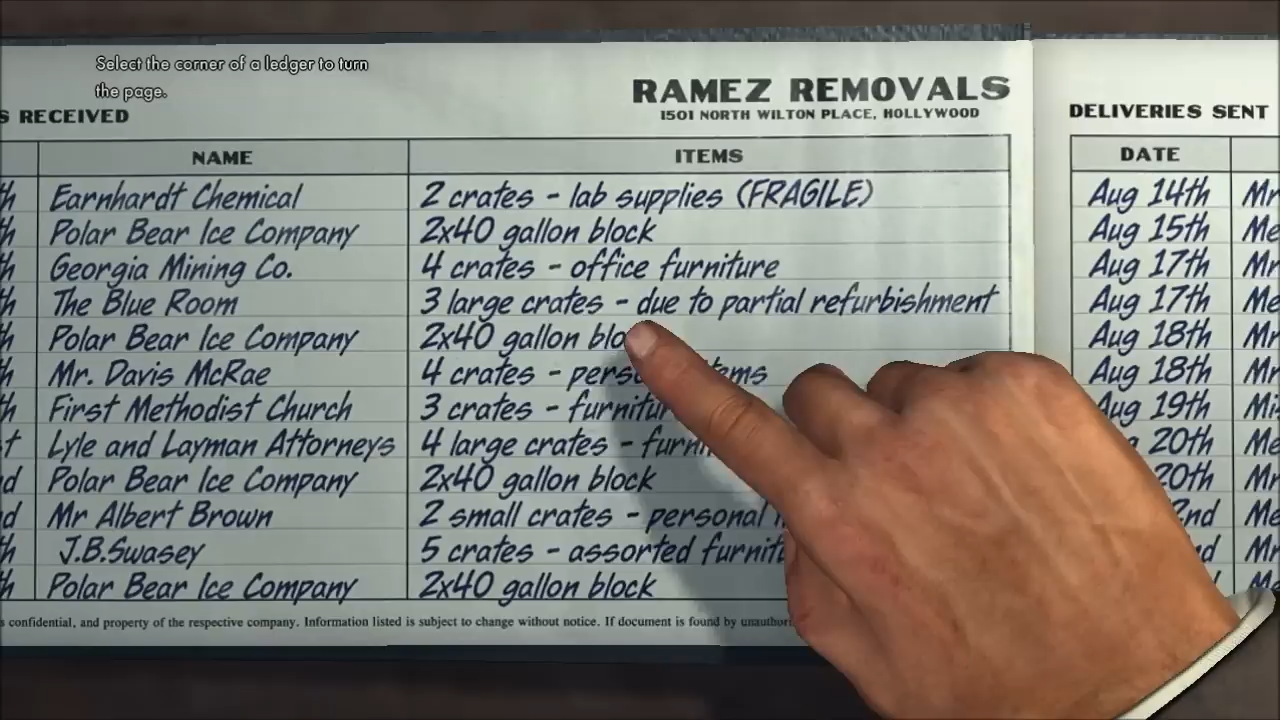 Select the corner of a ledger to turn
the page.
RAMEZ REMOVALS
1501 NORTH WILTON PLACE, HOLLYWOOD
RECEIVED
NAME ITEMS
Earnhardt Chemical 2 crates - lab supplies (FRAGILE)
Polar Bear Ice Company 2x40 gallon block
Georgia Mining Co. 4 crates - office furniture
The Blue Room 3 large crates - due to partial refurbishment
Polar Bear Ice Company 2x40 gallon
Mr. Davis McRae 4 crates -
First Methodist Church 3 crates -
Lyle and Layman Attorneys 4 large crates -
Polar Bear Ice Company 2x40 gallon block
Mr Albert Brown 2 small crates - personal
J.B.Swasey 5 crates - assorted
Polar Bear Ice Company 2x40 gallon block
confidential, and property of the respective company. Information listed is subject to change without notice. If document is found by
DELIVERIES SENT
DATE
Aug 14th
Aug 15th
Aug 17th
Aug 17th
Aug 18th
Aug 18th
Aug 19th
20th
20th